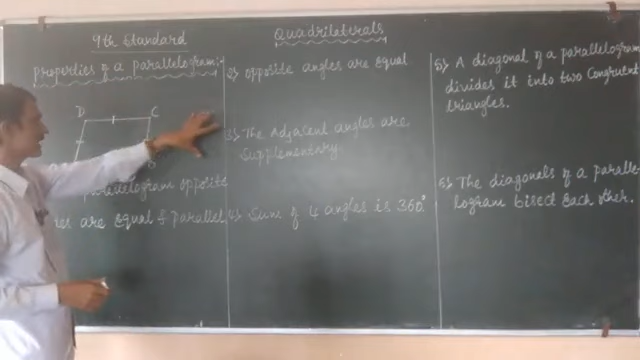 Quadrilaterals
9th Standard
properties of a parallelogram:-
D C
parallelogram opposite
are Equal & parallel.
2) opposite angles are equal
3) The Adjacent angles are
Supplementary.
4) Sum of 4 angles is 360°
5) A diagonal of a parallelogram
divides it into two Congruent
triangles.
6) The diagonals of a paralle-
logram bisect Each other.